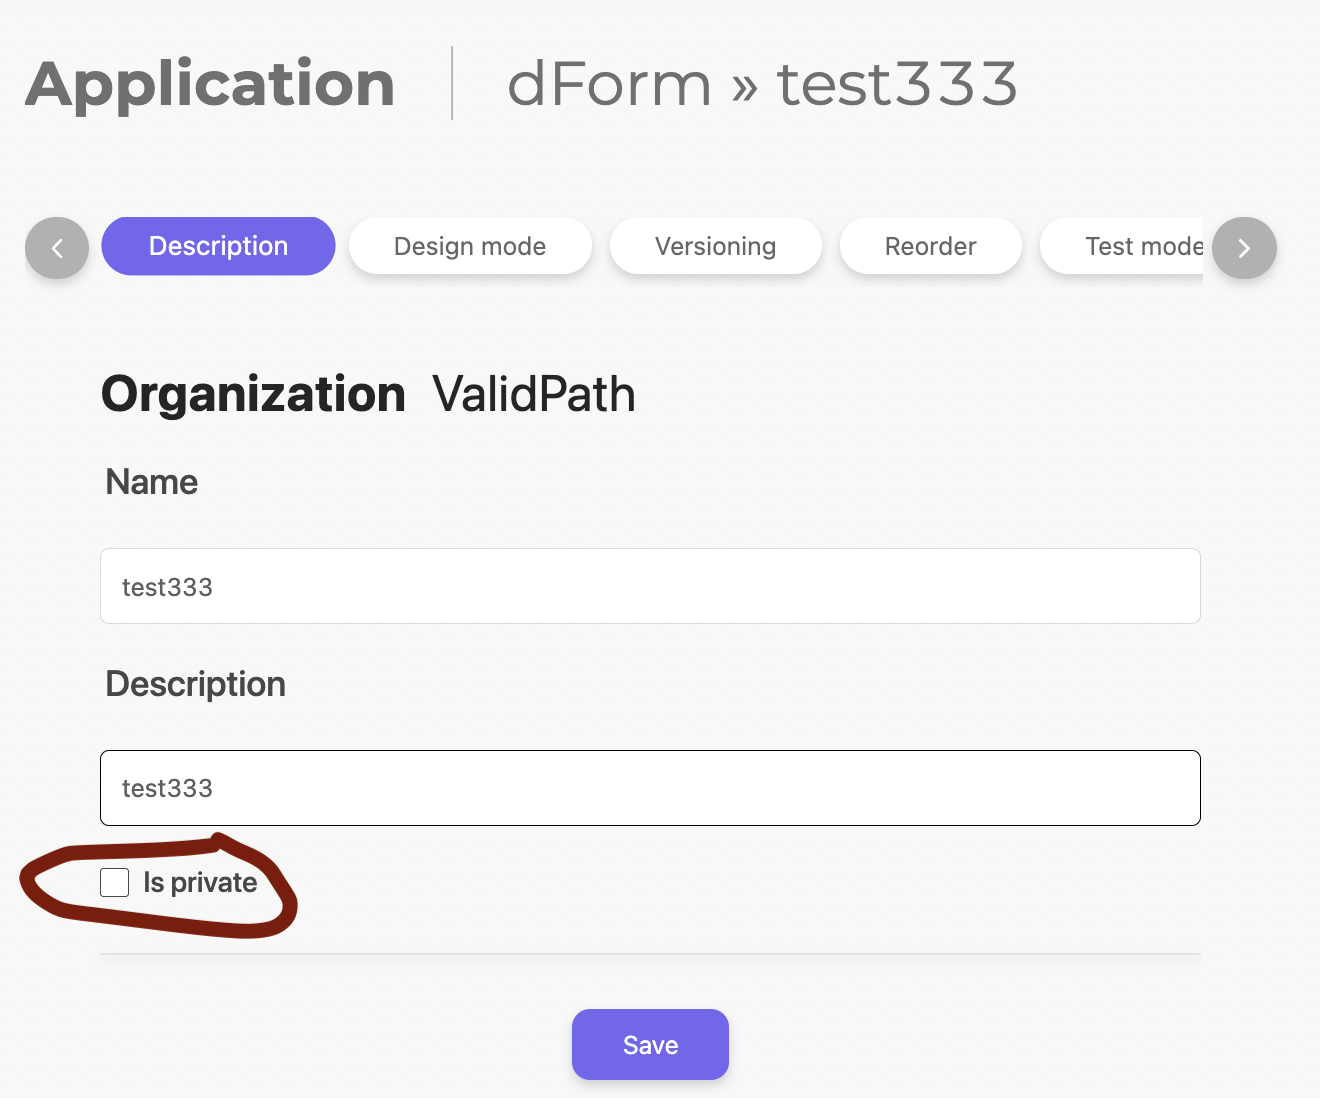 Application dForm » test333
Description Design mode Versioning Reorder Test mode
Organization ValidPath
Name
test333
Description
test333
Is private
Save